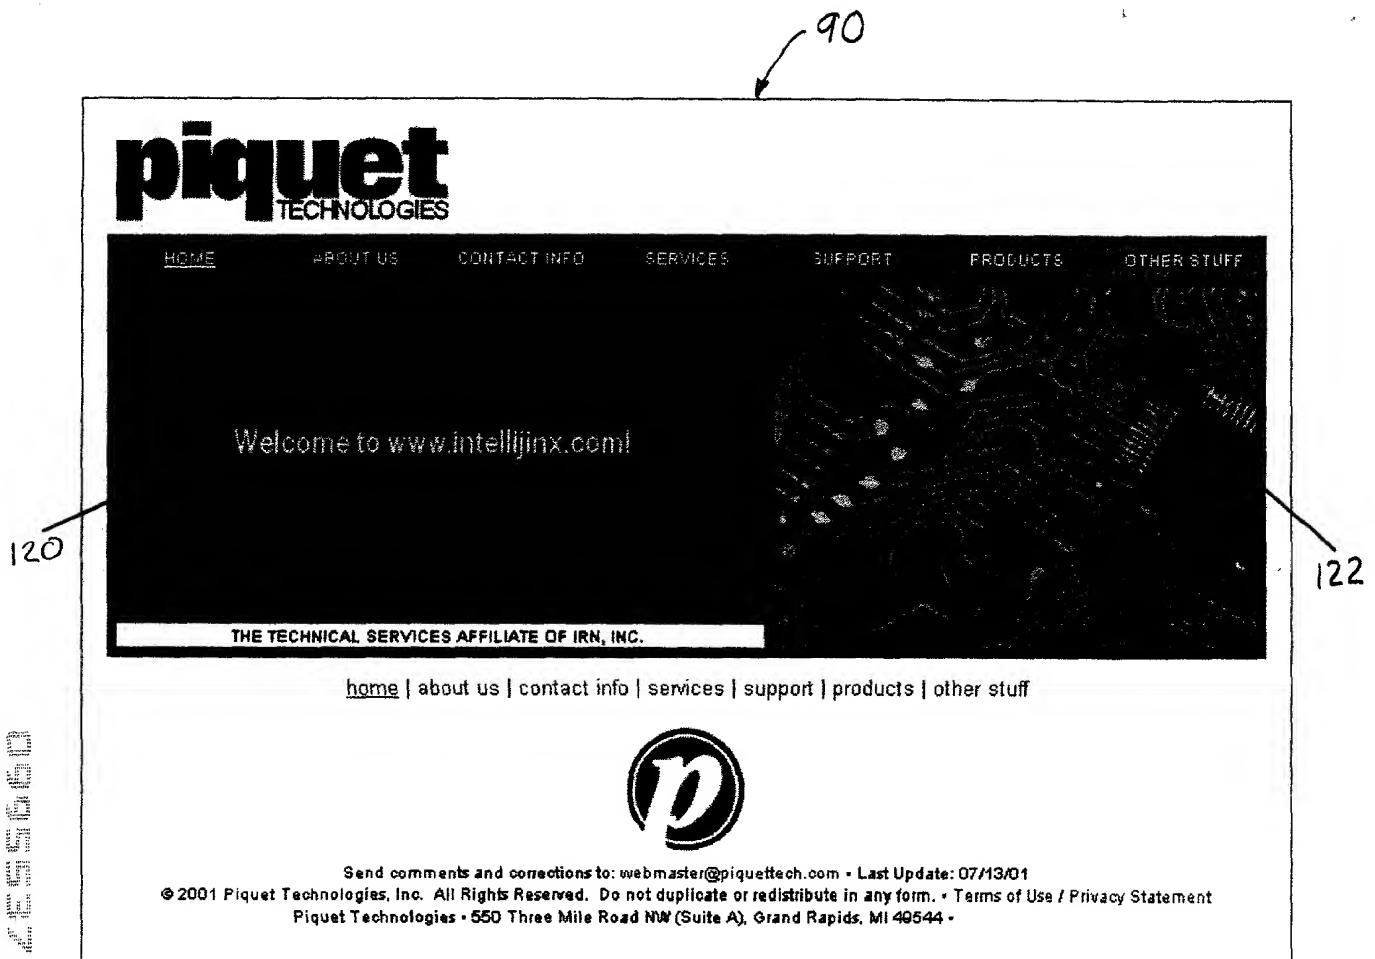 90
piquet
TECHNOLOGIES
HOME ABOUT US CONTACT INFO SERVICES SUPPORT PRODUCTS OTHER STUFF
Welcome to www.intellijinx.com!
120
122
THE TECHNICAL SERVICES AFFILIATE OF IRN, INC.
home | about us | contact info | services | support | products | other stuff
p
Send comments and corrections to: webmaster@piquettech.com • Last Update: 07/13/01
© 2001 Piquet Technologies, Inc. All Rights Reserved. Do not duplicate or redistribute in any form. • Terms of Use / Privacy Statement
Piquet Technologies • 550 Three Mile Road NW (Suite A), Grand Rapids, MI 49544 •